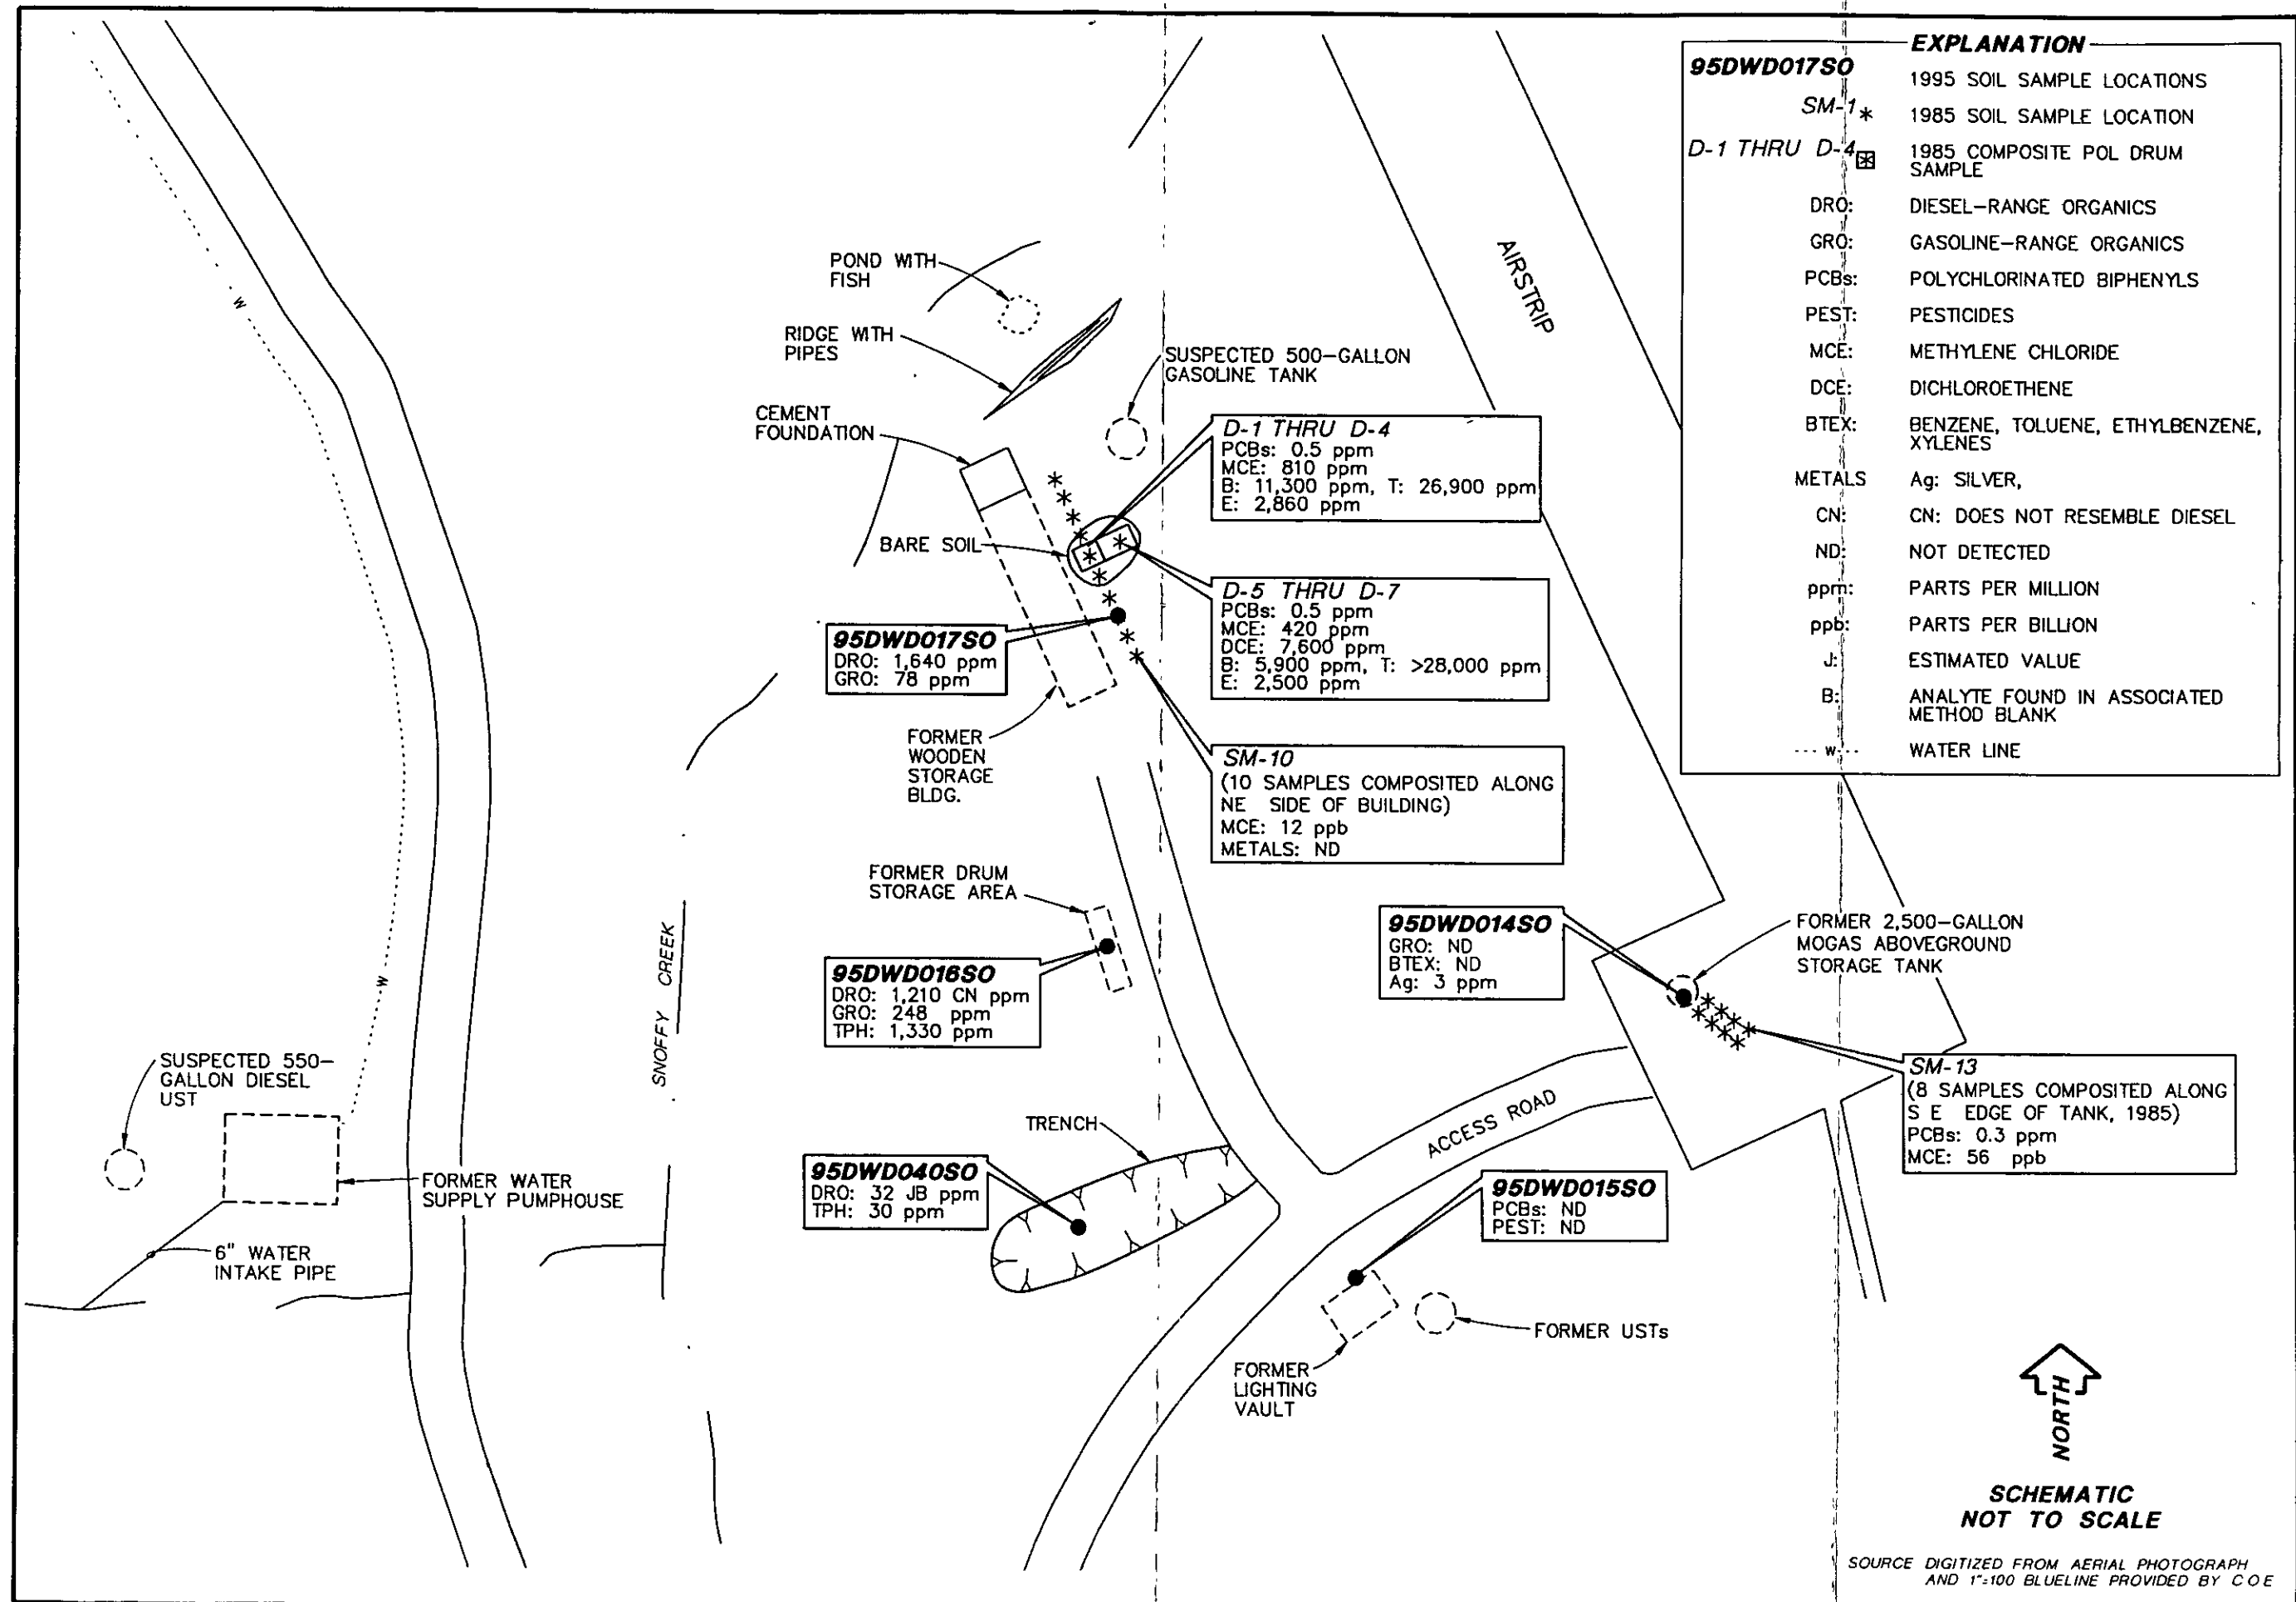 EXPLANATION
95DWD017SO
1995 SOIL SAMPLE LOCATIONS
SM-1 *
1985 SOIL SAMPLE LOCATION
D-1 THRU D-4
1985 COMPOSITE POL DRUM
SAMPLE
DRO: DIESEL-RANGE ORGANICS
GRO: GASOLINE-RANGE ORGANICS
PCBs: POLYCHLORINATED BIPHENYLS
PEST: PESTICIDES
MCE: METHYLENE CHLORIDE
DCE: DICHLOROETHENE
BTEX: BENZENE, TOLUENE, ETHYLBENZENE,
XYLENES
METALS Ag: SILVER,
CN: CN: DOES NOT RESEMBLE DIESEL
ND: NOT DETECTED
ppm: PARTS PER MILLION
ppb: PARTS PER BILLION
J: ESTIMATED VALUE
B: ANALYTE FOUND IN ASSOCIATED
METHOD BLANK
--- W --- WATER LINE
W
W
AIRSTRIP
POND WITH
FISH
RIDGE WITH
PIPES
SUSPECTED 500-GALLON
GASOLINE TANK
CEMENT
FOUNDATION
D-1 THRU D-4
PCBs: 0.5 ppm
MCE: 810 ppm
B: 11,300 ppm, T: 26,900 ppm
E: 2,860 ppm
BARE SOIL
D-5 THRU D-7
PCBs: 0.5 ppm
MCE: 420 ppm
DCE: 7,600 ppm
B: 5,900 ppm, T: >28,000 ppm
E: 2,500 ppm
95DWD017SO
DRO: 1,640 ppm
GRO: 78 ppm
FORMER
WOODEN
STORAGE
BLDG.
SM-10
(10 SAMPLES COMPOSITED ALONG
NE SIDE OF BUILDING)
MCE: 12 ppb
METALS: ND
FORMER DRUM
STORAGE AREA
95DWD016SO
DRO: 1,210 CN ppm
GRO: 248 ppm
TPH: 1,330 ppm
SNOFFY CREEK
95DWD014SO
GRO: ND
BTEX: ND
Ag: 3 ppm
FORMER 2,500-GALLON
MOGAS ABOVEGROUND
STORAGE TANK
SM-13
(8 SAMPLES COMPOSITED ALONG
S E EDGE OF TANK, 1985)
PCBs: 0.3 ppm
MCE: 56 ppb
SUSPECTED 550-
GALLON DIESEL
UST
FORMER WATER
SUPPLY PUMPHOUSE
6" WATER
INTAKE PIPE
TRENCH
ACCESS ROAD
95DWD040SO
DRO: 32 JB ppm
TPH: 30 ppm
95DWD015SO
PCBs: ND
PEST: ND
FORMER USTs
FORMER
LIGHTING
VAULT
NORTH
SCHEMATIC
NOT TO SCALE
SOURCE DIGITIZED FROM AERIAL PHOTOGRAPH
AND 1"=100 BLUELINE PROVIDED BY C O E